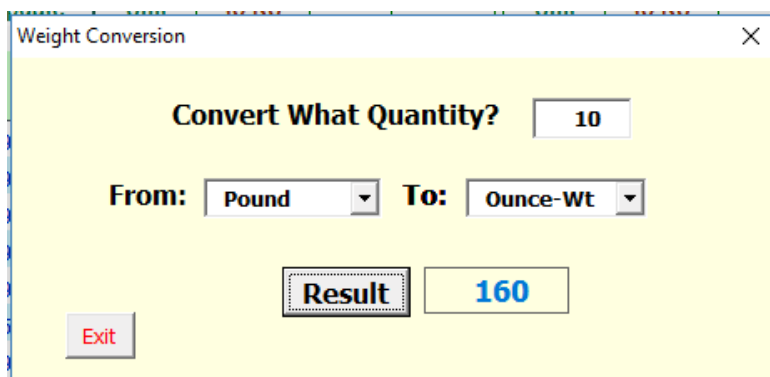 Weight Conversion
Convert What Quantity? 10
From: Pound To: Ounce-Wt
Result 160
Exit